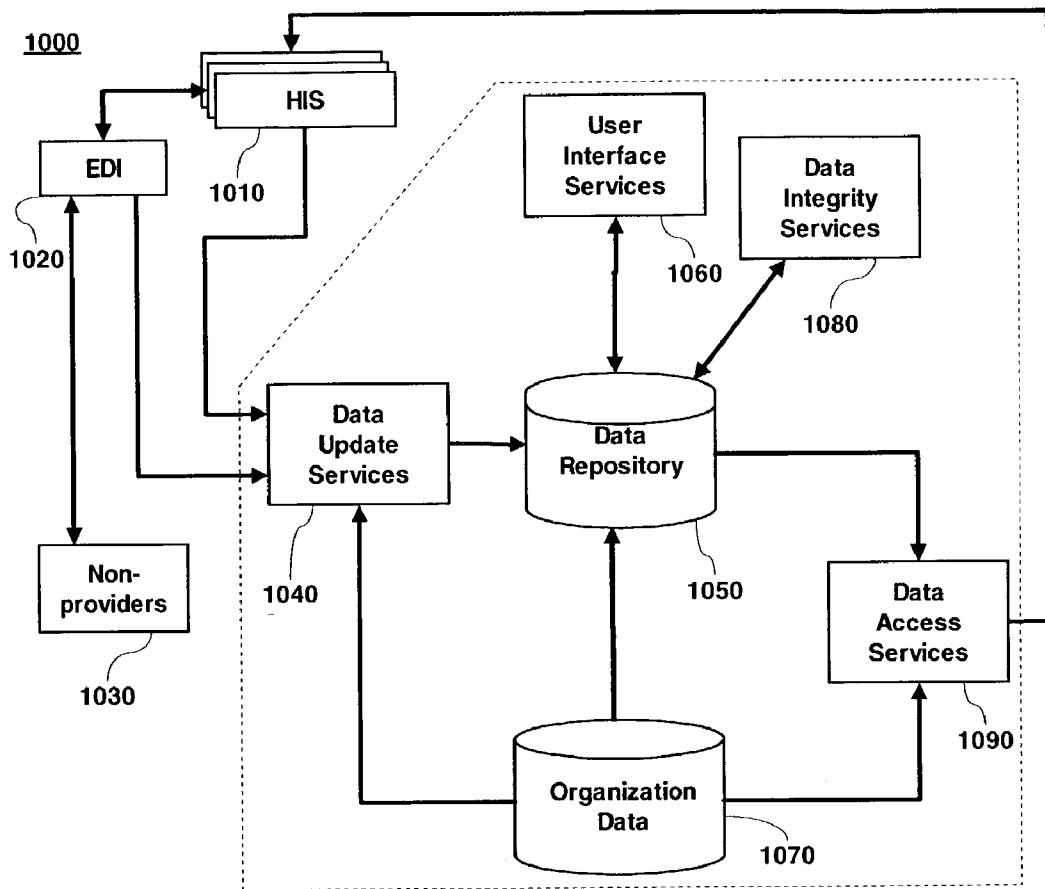 1000
HIS
1010
EDI
1020
User
Interface
Services
1060
Data
Integrity
Services
1080
Data
Update
Services
1040
Data
Repository
1050
Non-
providers
1030
Data
Access
Services
1090
Organization
Data
1070